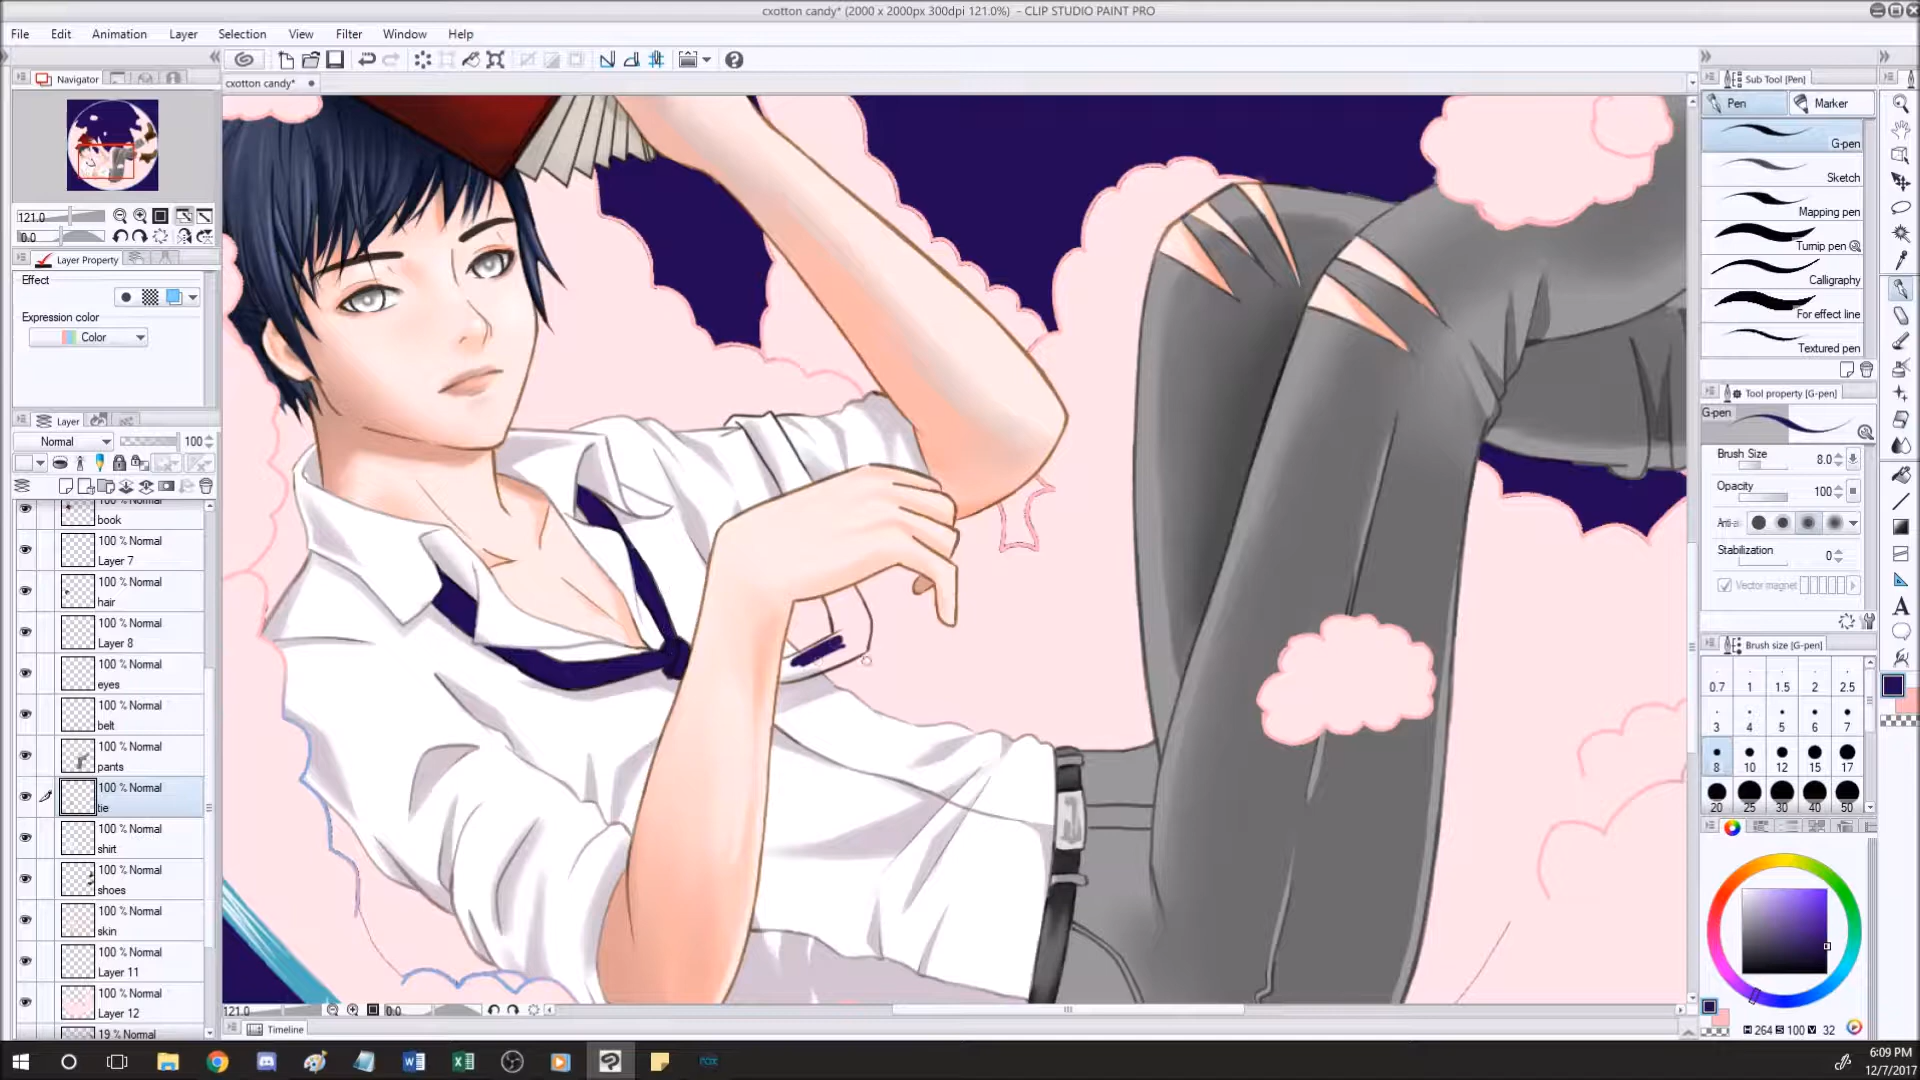 cxotton candy* (2000 x 2000px 300dpi 121.0%) - CLIP STUDIO PAINT PRO
File Edit Animation Layer Selection View Filter Window Help
cxotton candy*
Navigator
121.0
0.0
Layer Property
Effect
Expression color
Color
Layer
Normal 100
100 % Normal
book
100 % Normal
Layer 7
100 % Normal
hair
100 % Normal
Layer 8
100 % Normal
eyes
100 % Normal
belt
100 % Normal
pants
100 % Normal
tie
100 % Normal
shirt
100 % Normal
shoes
100 % Normal
skin
100 % Normal
Layer 11
100 % Normal
Layer 12
19 % Normal
121.0 0.0
Timeline
Sub Tool [Pen]
Pen Marker
G-pen
Sketch
Mapping pen
Turnip pen
Calligraphy
For effect line
Textured pen
Tool property [G-pen]
G-pen
Brush Size 8.0
Opacity 100
Anti-a
Stabilization 0
Vector magnet
Brush size [G-pen]
0.7 1 1.5 2 2.5
3 4 5 6 7
8 10 12 15 17
20 25 30 40 50
H 264 S 100 V 32
6:09 PM
12/7/2017